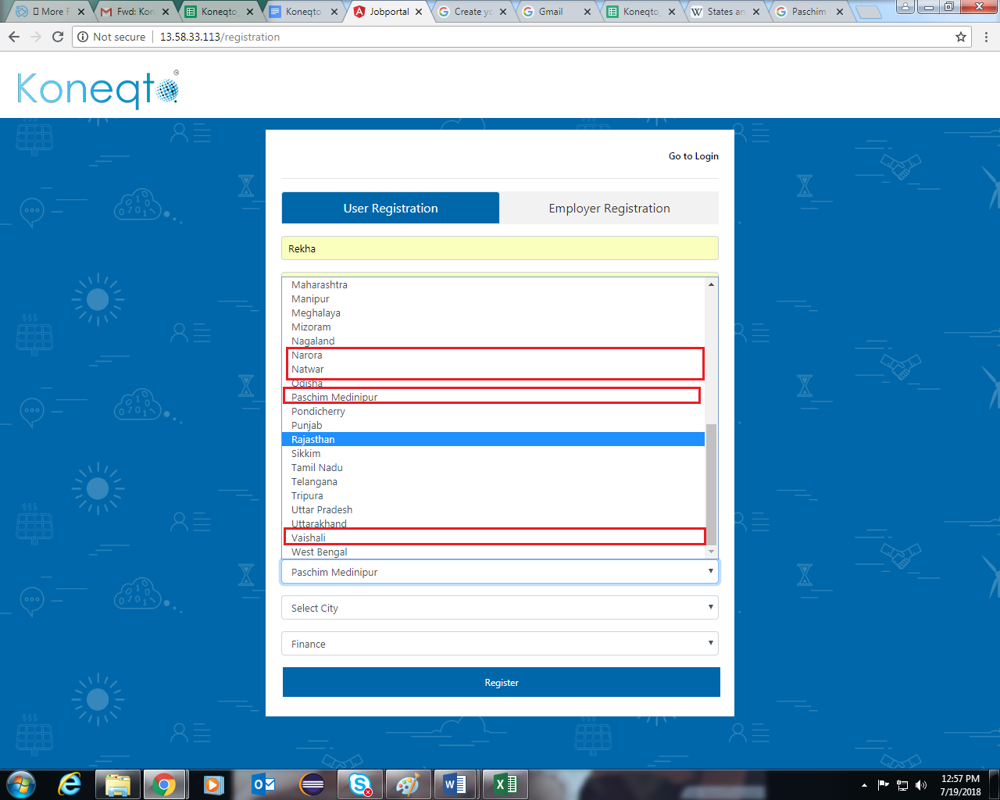 More F
Fwd: Kon
Koneqto_
Koneqto
Jobportal
Create yo
Gmail
Koneqto_
States an
Paschim
Not secure
13.58.33.113/registration
Koneqto
Go to Login
User Registration
Employer Registration
Rekha
Maharashtra
Manipur
Meghalaya
Mizoram
Nagaland
Narora
Natwar
Odisha
Paschim Medinipur
Pondicherry
Punjab
Rajasthan
Sikkim
Tamil Nadu
Telangana
Tripura
Uttar Pradesh
Uttarakhand
Vaishali
West Bengal
Paschim Medinipur
Select City
Finance
Register
12:57 PM
7/19/2018